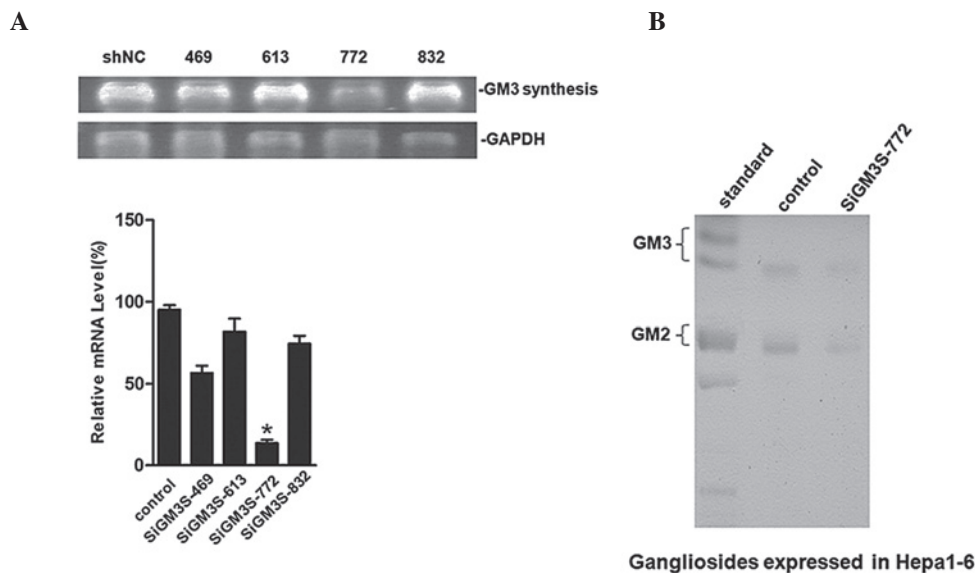 A
shNC 469 613 772 832
-GM3 synthesis
-GAPDH
Relative mRNA Level(%)
150
100
50
0
*
control
SiGM3S-469
SiGM3S-613
SiGM3S-772
SiGM3S-832
B
standard
control
SiGM3S-772
GM3
GM2
Gangliosides expressed in Hepa1-6